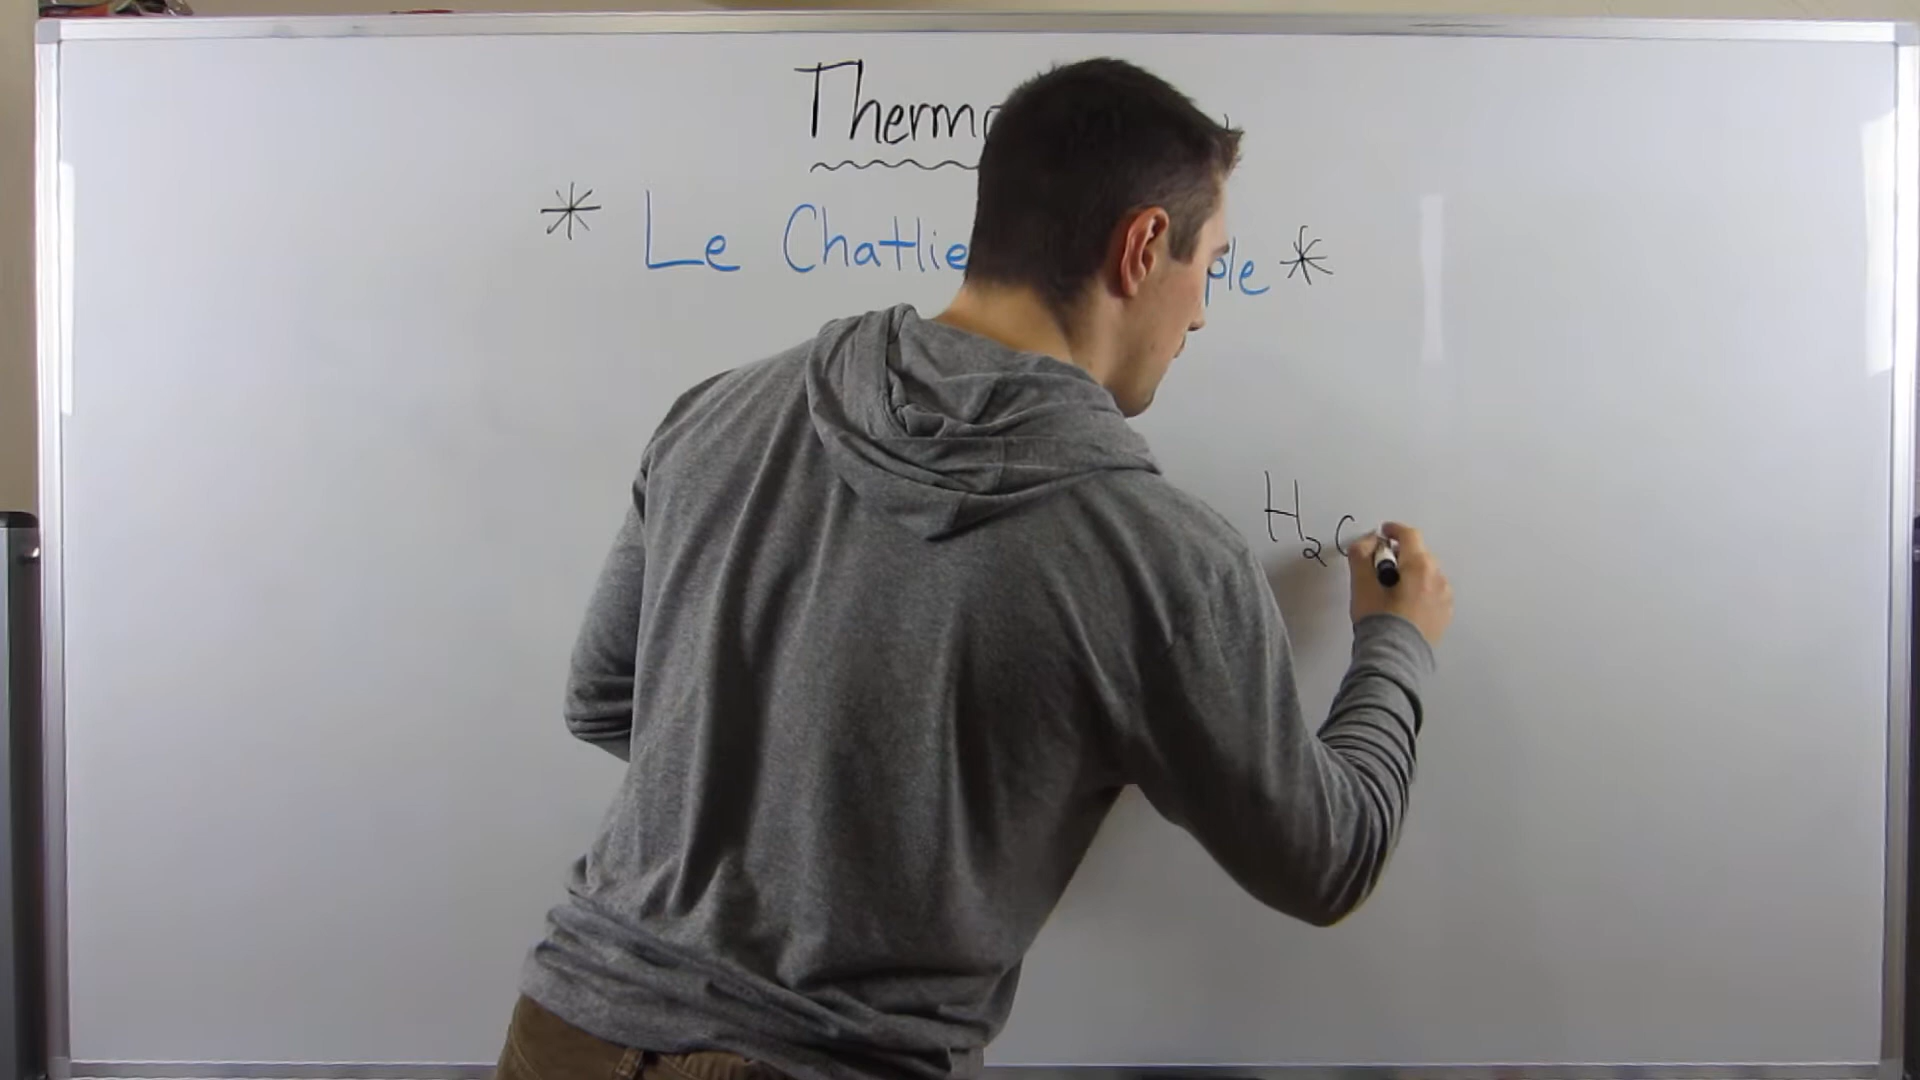 Therm
* Le Chatlie ple *
H₂